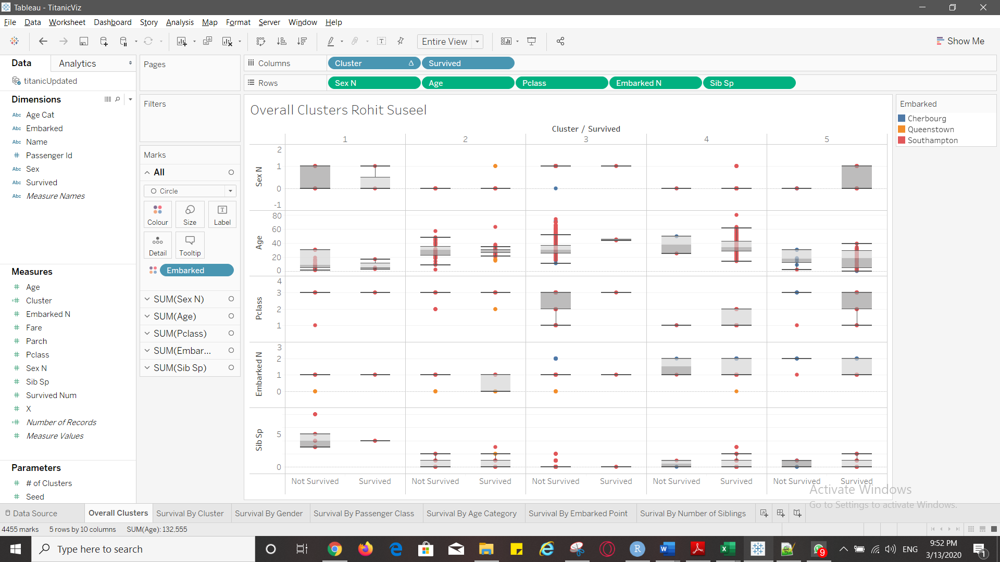 Tableau - TitanicViz
File Data Worksheet Dashboard Story Analysis Map Format Server Window Help
Entire View
Show Me
Data Analytics
titanicUpdated
Dimensions
Abc Age Cat
Abc Embarked
Abc Name
# Passenger Id
Abc Sex
Abc Survived
Abc Measure Names
Measures
# Age
=# Cluster
# Embarked N
# Fare
# Parch
# Pclass
# Sex N
# Sib Sp
# Survived Num
# X
=# Number of Records
# Measure Values
Parameters
# # of Clusters
# Seed
Pages
Filters
Marks
All
Circle
Colour Size Label
Detail Tooltip
Embarked
SUM(Sex N)
SUM(Age)
SUM(Pclass)
SUM(Embar...
SUM(Sib Sp)
Columns Cluster Δ Survived
Rows Sex N Age Pclass Embarked N Sib Sp
Overall Clusters Rohit Suseel
Cluster / Survived
1 2 3 4 5
Sex N
2
1
0
-1
Age
80
60
40
20
0
Pclass
4
3
2
1
Embarked N
3
2
1
0
Sib Sp
5
0
Not Survived Survived Not Survived Survived Not Survived Survived Not Survived Survived Not Survived Survived
Embarked
Cherbourg
Queenstown
Southampton
Activate Windows
Go to Settings to activate Windows.
Data Source Overall Clusters Survival By Cluster Survival By Gender Survival By Passenger Class Survival By Age Category Survival By Embarked Point Surival By Number of Siblings
4455 marks 5 rows by 10 columns SUM(Age): 132,555
Type here to search
9
ENG
9:52 PM
3/13/2020
1